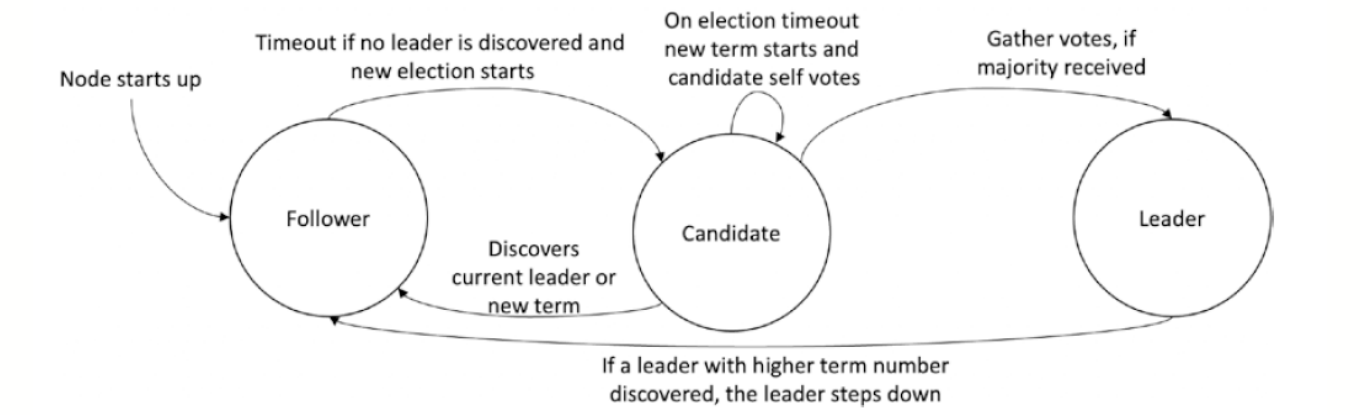 On election timeout
new term starts and
candidate self votes
Timeout if no leader is discovered and
new election starts
Gather votes, if
majority received
Node starts up
Follower
Candidate
Leader
Discovers
current leader or
new term
If a leader with higher term number
discovered, the leader steps down